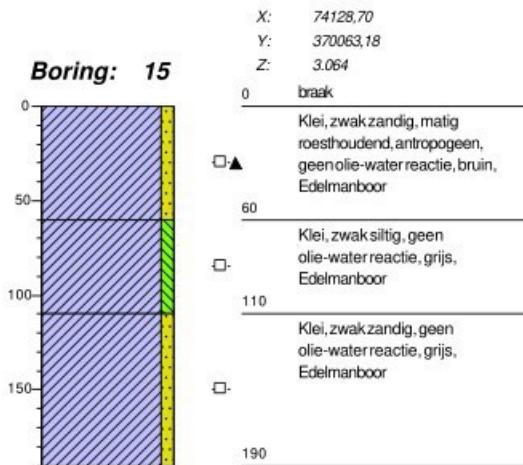 X: 74128,70
Y: 370063,18
Z: 3.064
Boring: 15
0
0 braak
Klei, zwak zandig, matig
roesthoudend, antropogeen,
geen olie-water reactie, bruin,
Edelmanboor
50
60
Klei, zwak siltig, geen
olie-water reactie, grijs,
Edelmanboor
100
110
Klei, zwak zandig, geen
olie-water reactie, grijs,
Edelmanboor
150
190